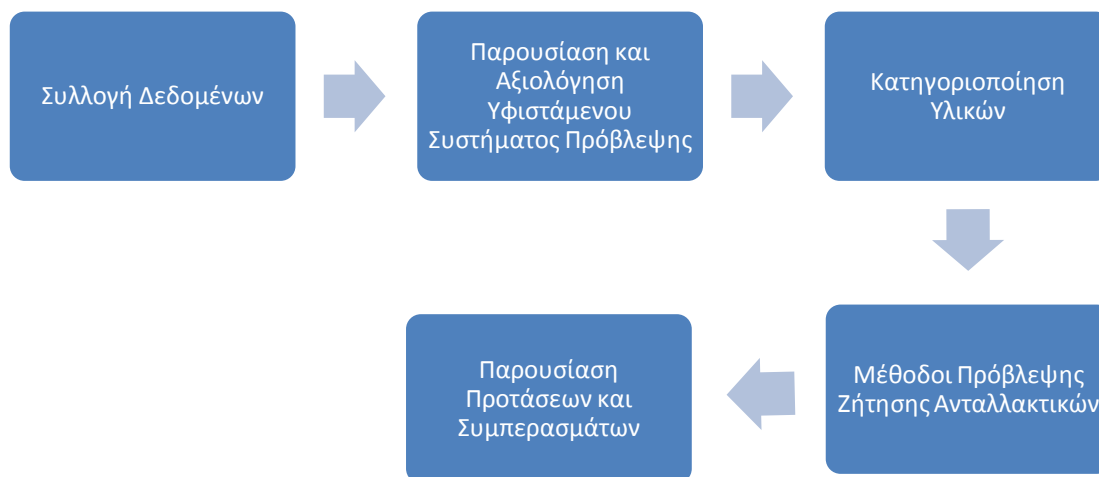 Συλλογή Δεδομένων
Παρουσίαση και
Αξιολόγηση
Υφιστάμενου
Συστήματος Πρόβλεψης
Κατηγοριοποίηση
Υλικών
Μέθοδοι Πρόβλεψης
Ζήτησης Ανταλλακτικών
Παρουσίαση
Προτάσεων και
Συμπερασμάτων